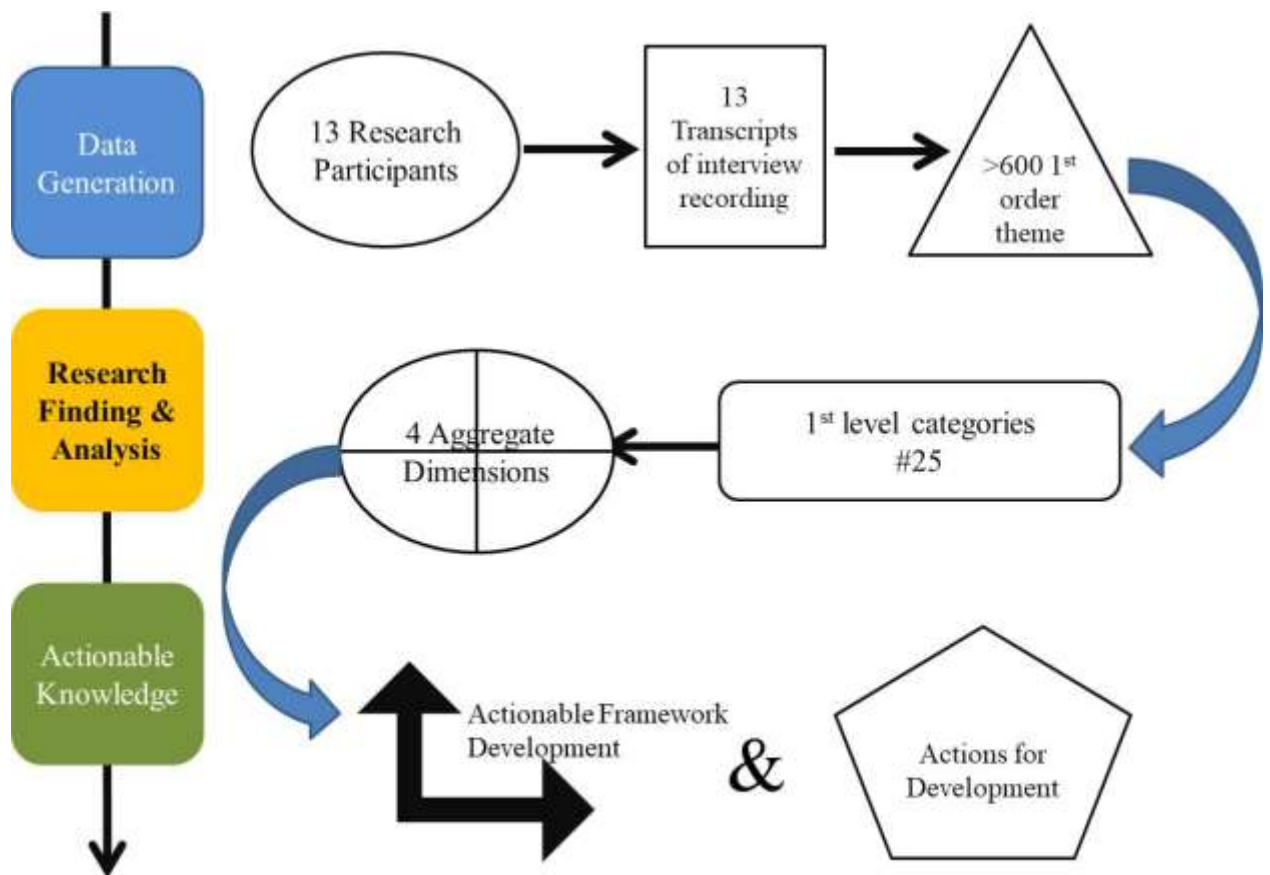 Data
Generation
13 Research
Participants
13
Transcripts
of interview
recording
>600 1st
order
theme
Research
Finding &
Analysis
4 Aggregate
Dimensions
1st level categories
#25
Actionable
Knowledge
Actionable Framework
Development
&
Actions for
Development